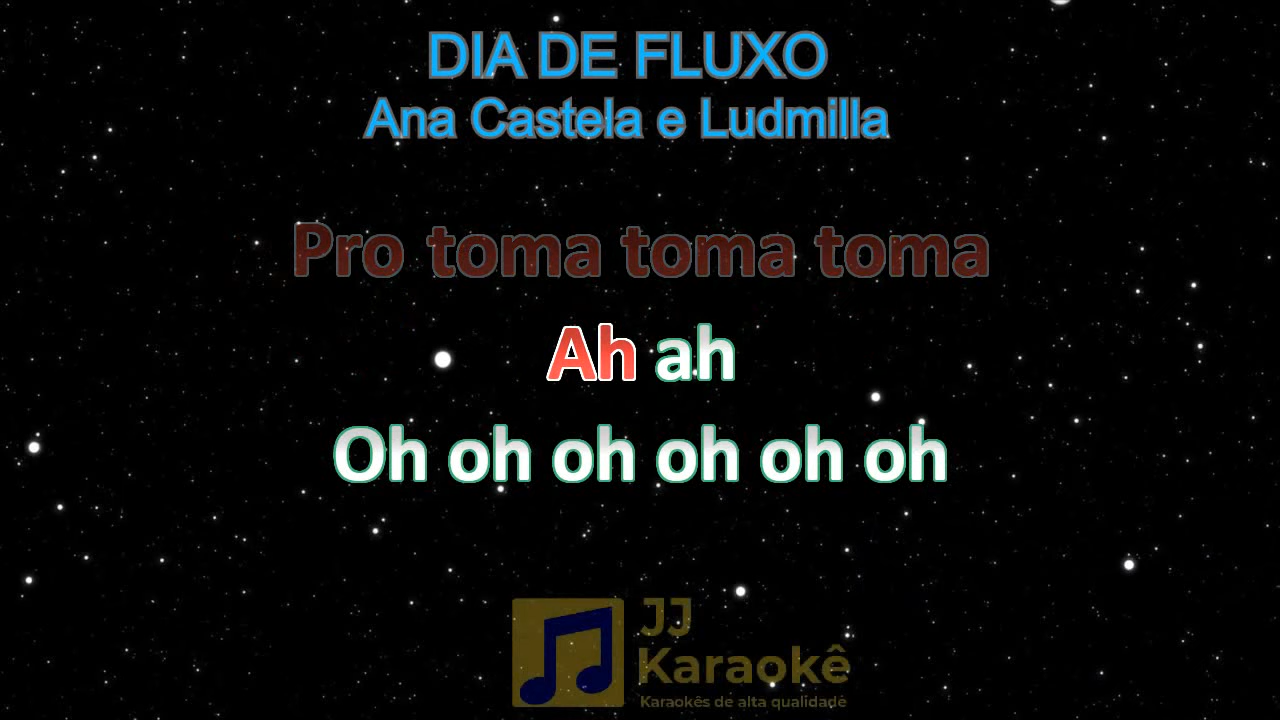 DIA DE FLUXO
Ana Castela e Ludmilla
Pro toma toma toma
Ah ah
Oh oh oh oh oh oh
JJ
Karaokê
Karaokês de alta qualidade